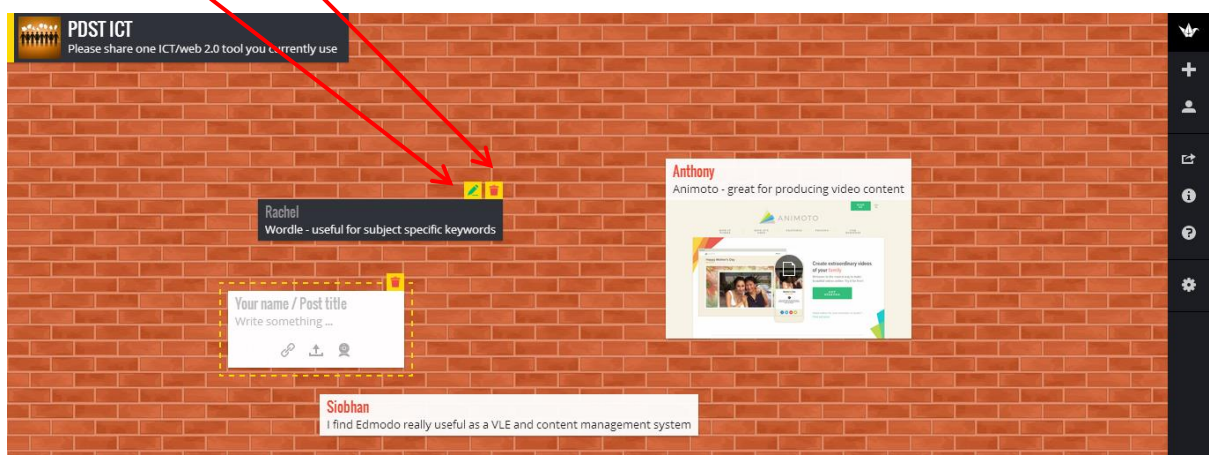 PDST ICT
Please share one ICT/web 2.0 tool you currently use
Anthony
Animoto - great for producing video content
ANIMOTO
Create extraordinary videos
of your family
Rachel
Wordle - useful for subject specific keywords
Your name / Post title
Write something ...
Siobhan
I find Edmodo really useful as a VLE and content management system